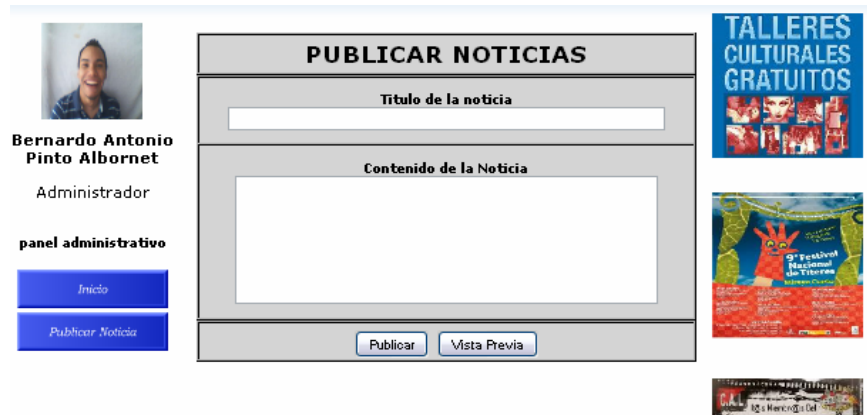 Bernardo Antonio
Pinto Albornet
Administrador
panel administrativo
Inicio
Publicar Noticia
PUBLICAR NOTICIAS
Titulo de la noticia
Contenido de la Noticia
Publicar
Vista Previa
TALLERES
CULTURALES
GRATUITOS
9º Festival
Nacional
de Títeres